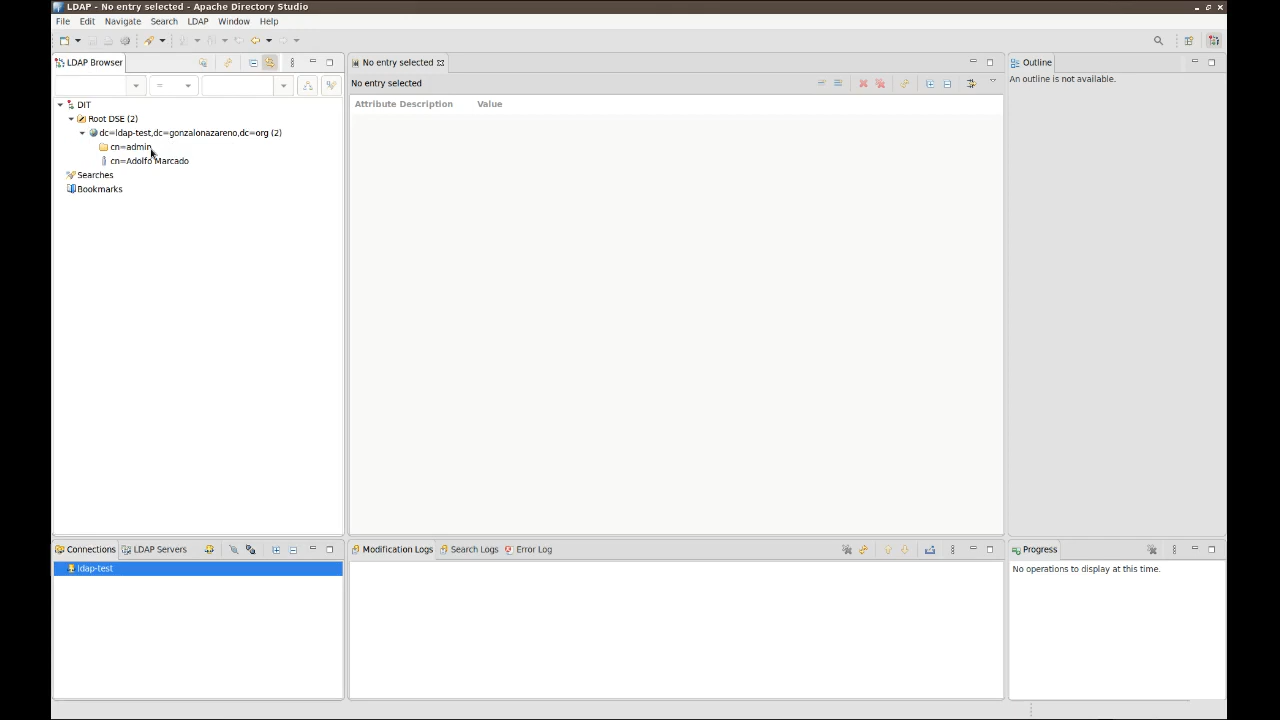 LDAP - No entry selected - Apache Directory Studio
File Edit Navigate Search LDAP Window Help
LDAP Browser
=
DIT
Root DSE (2)
dc=ldap-test,dc=gonzalonazareno,dc=org (2)
cn=admin
cn=Adolfo Marcado
Searches
Bookmarks
No entry selected
No entry selected
Attribute Description Value
Outline
An outline is not available.
Connections LDAP Servers
ldap-test
Modification Logs Search Logs Error Log
Progress
No operations to display at this time.